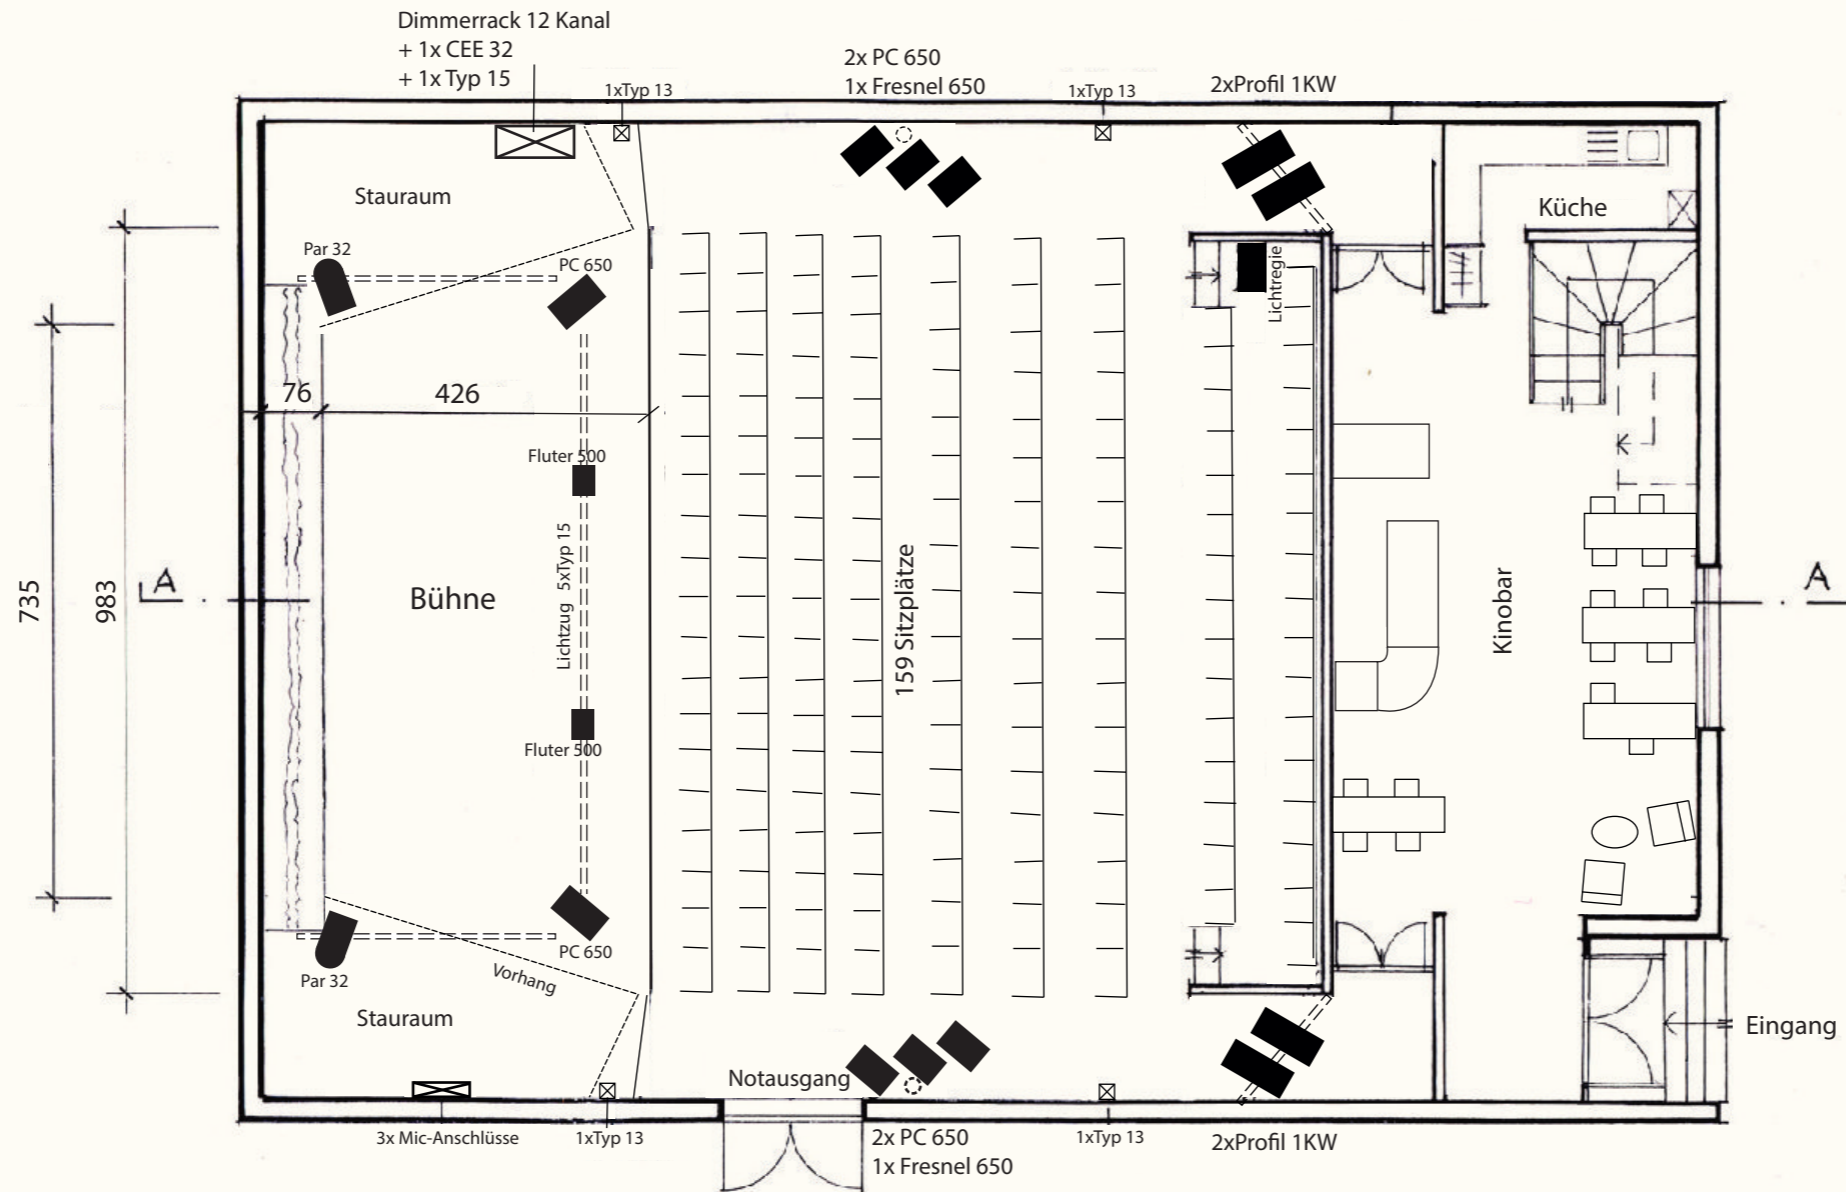 Dimmerrack 12 Kanal
+ 1x CEE 32
+ 1x Typ 15
1xTyp 13
2x PC 650
1x Fresnel 650
1xTyp 13
2xProfil 1KW
Stauraum
Küche
Par 32
PC 650
Lichtregie
76
426
Fluter 500
Lichtzug 5xTyp 15
735
983
A
Bühne
159 Sitzplätze
Kinobar
A
Fluter 500
PC 650
Par 32
Vorhang
Stauraum
Eingang
Notausgang
3x Mic-Anschlüsse
1xTyp 13
2x PC 650
1x Fresnel 650
1xTyp 13
2xProfil 1KW